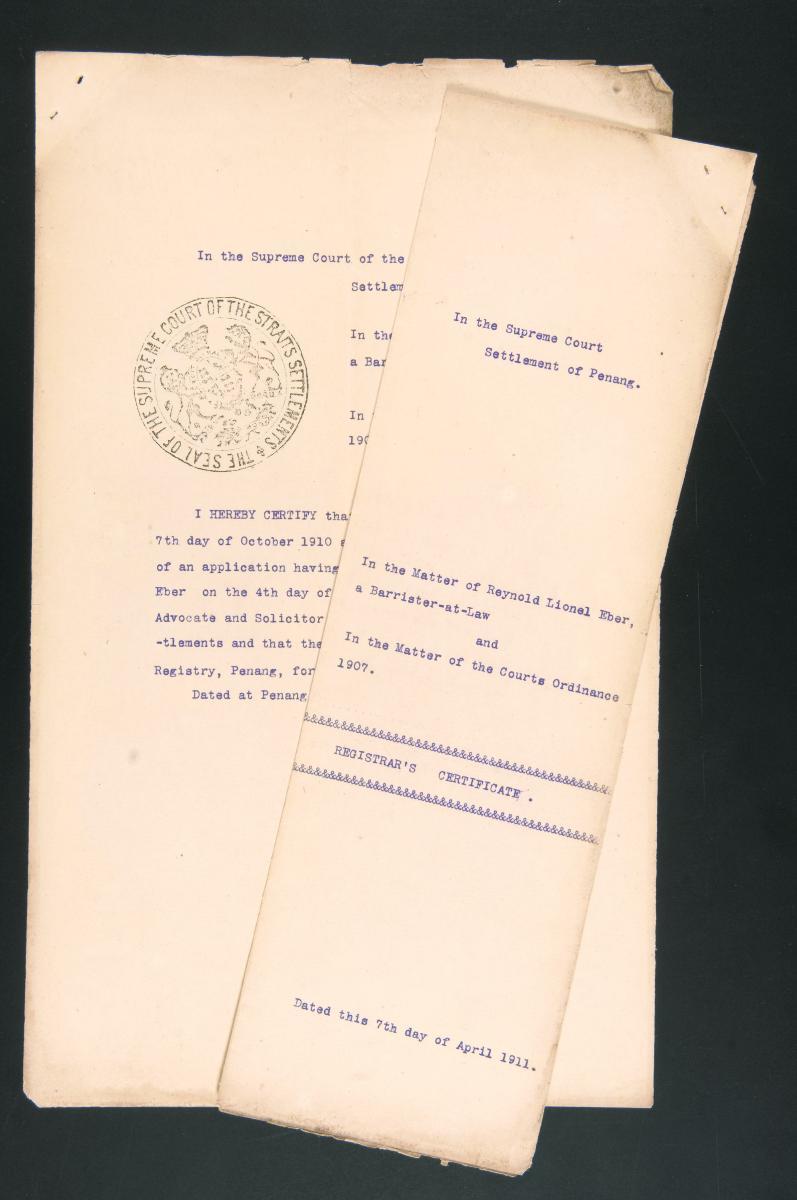 In the Supreme Court of the
Settlem
In the
a Bar
In
190
THE SEAL OF THE SUPREME COURT OF THE STRAITS SETTLEMENTS &
I HEREBY CERTIFY tha
7th day of October 1910
of an application having
Eber on the 4th day of
Advocate and Solicitor
-tlements and that the
Registry, Penang, for
Dated at Penang
In the Supreme Court
Settlement of Penang.
In the Matter of Reynold Lionel Eber,
a Barrister-at-Law
and
In the Matter of the Courts Ordinance
1907.
&&&&&&&&&&&&&&&&&&&&&&&&&&&&&&&&&&&&&&
REGISTRAR'S CERTIFICATE.
&&&&&&&&&&&&&&&&&&&&&&&&&&&&&&&&&&&&&&
Dated this 7th day of April 1911.